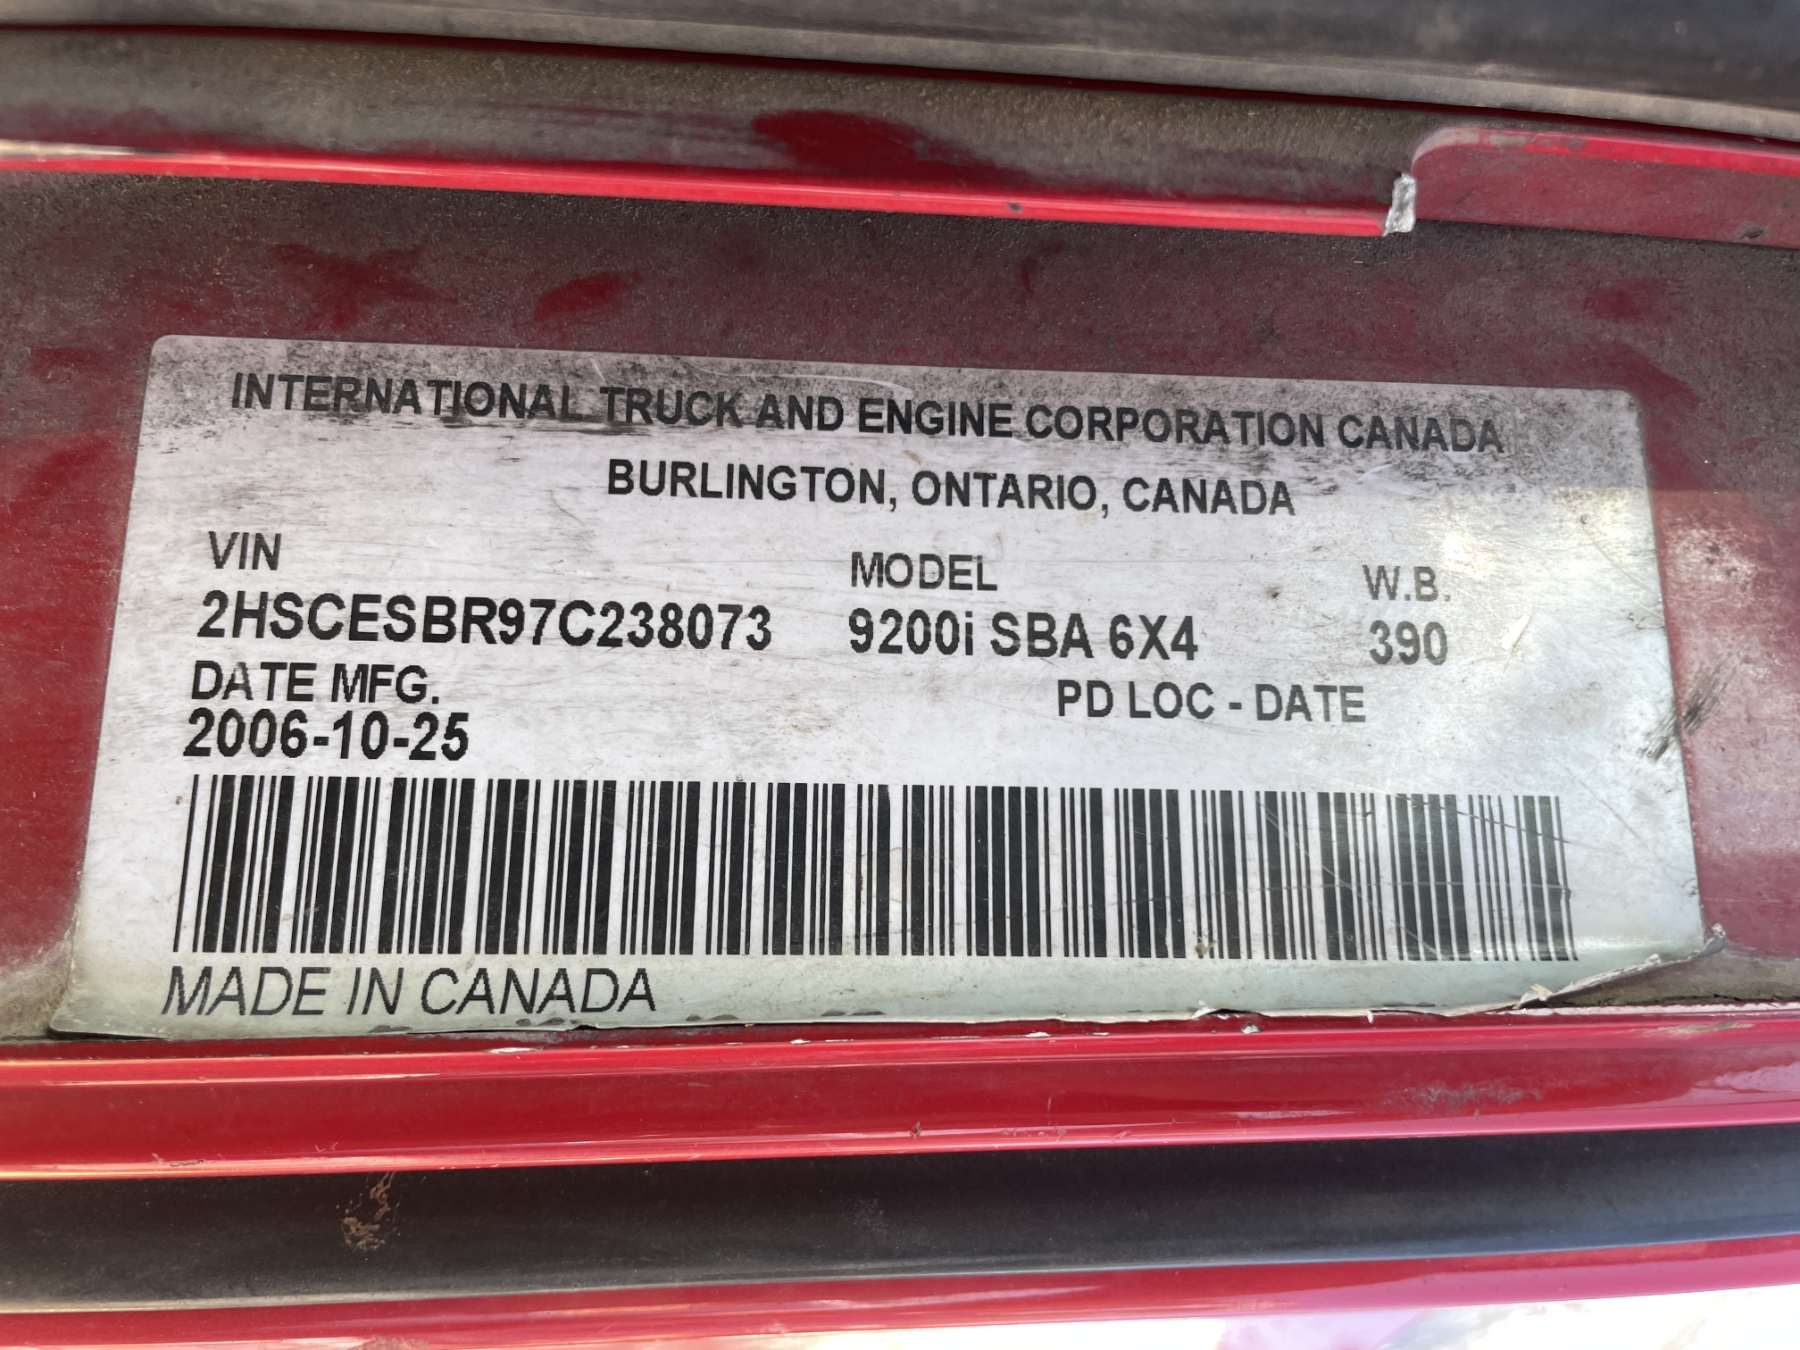 INTERNATIONAL TRUCK AND ENGINE CORPORATION CANADA
BURLINGTON, ONTARIO, CANADA
VIN MODEL W.B.
2HSCESBR97C238073 9200i SBA 6X4 390
DATE MFG. PD LOC - DATE
2006-10-25
MADE IN CANADA